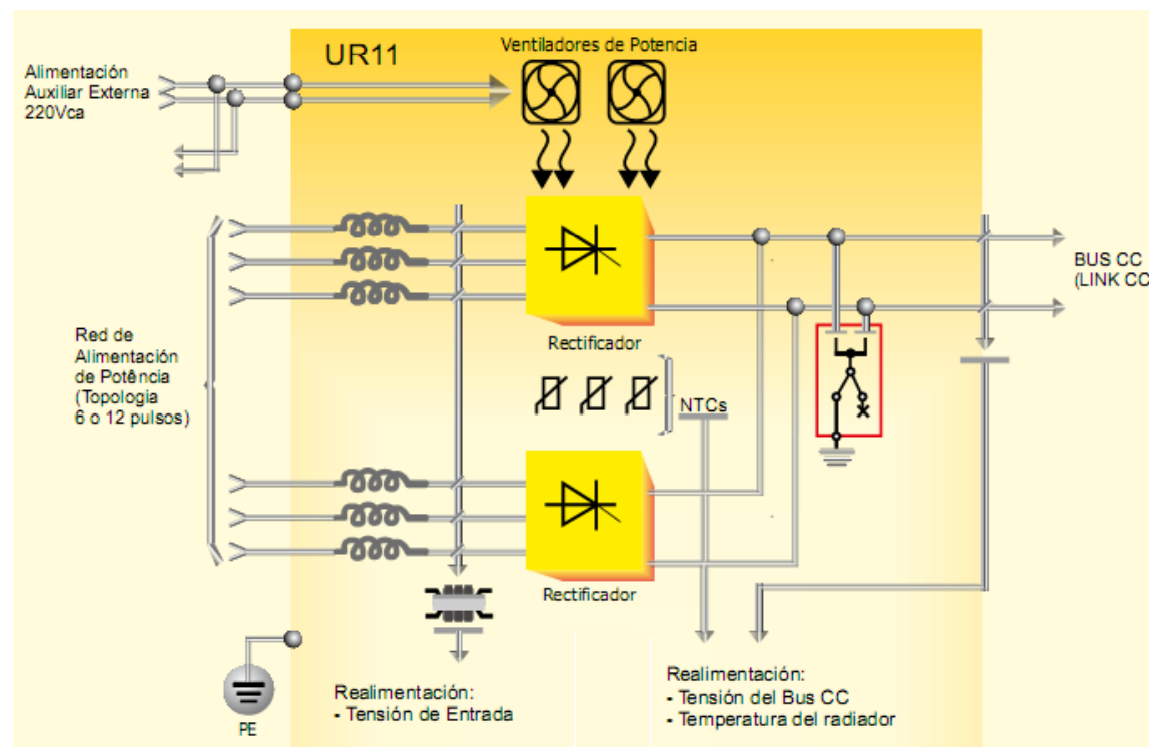 UR11
Ventiladores de Potencia
Alimentación
Auxiliar Externa
220Vca
BUS CC
(LINK CC
Red de
Alimentación
de Potência
(Topología
6 o 12 pulsos)
Rectificador
NTCs
Rectificador
PE
Realimentación:
- Tensión de Entrada
Realimentación:
- Tensión del Bus CC
- Temperatura del radiador